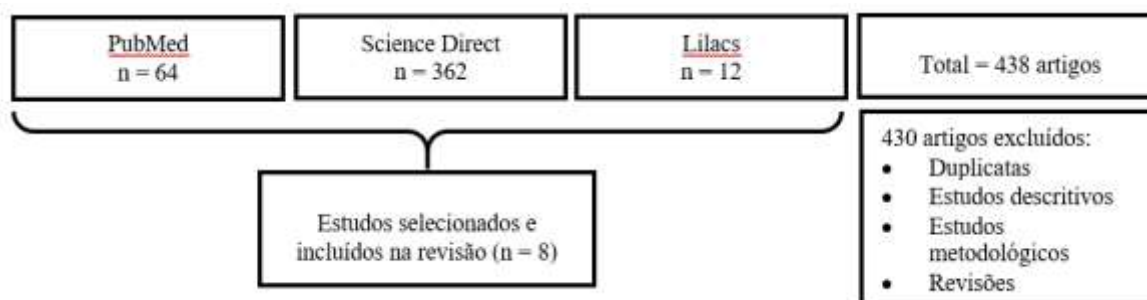 PubMed
n = 64
Science Direct
n = 362
Lilacs
n = 12
Total = 438 artigos
430 artigos excluídos:
• Duplicatas
• Estudos descritivos
• Estudos
metodológicos
• Revisões
Estudos selecionados e
incluídos na revisão (n = 8)